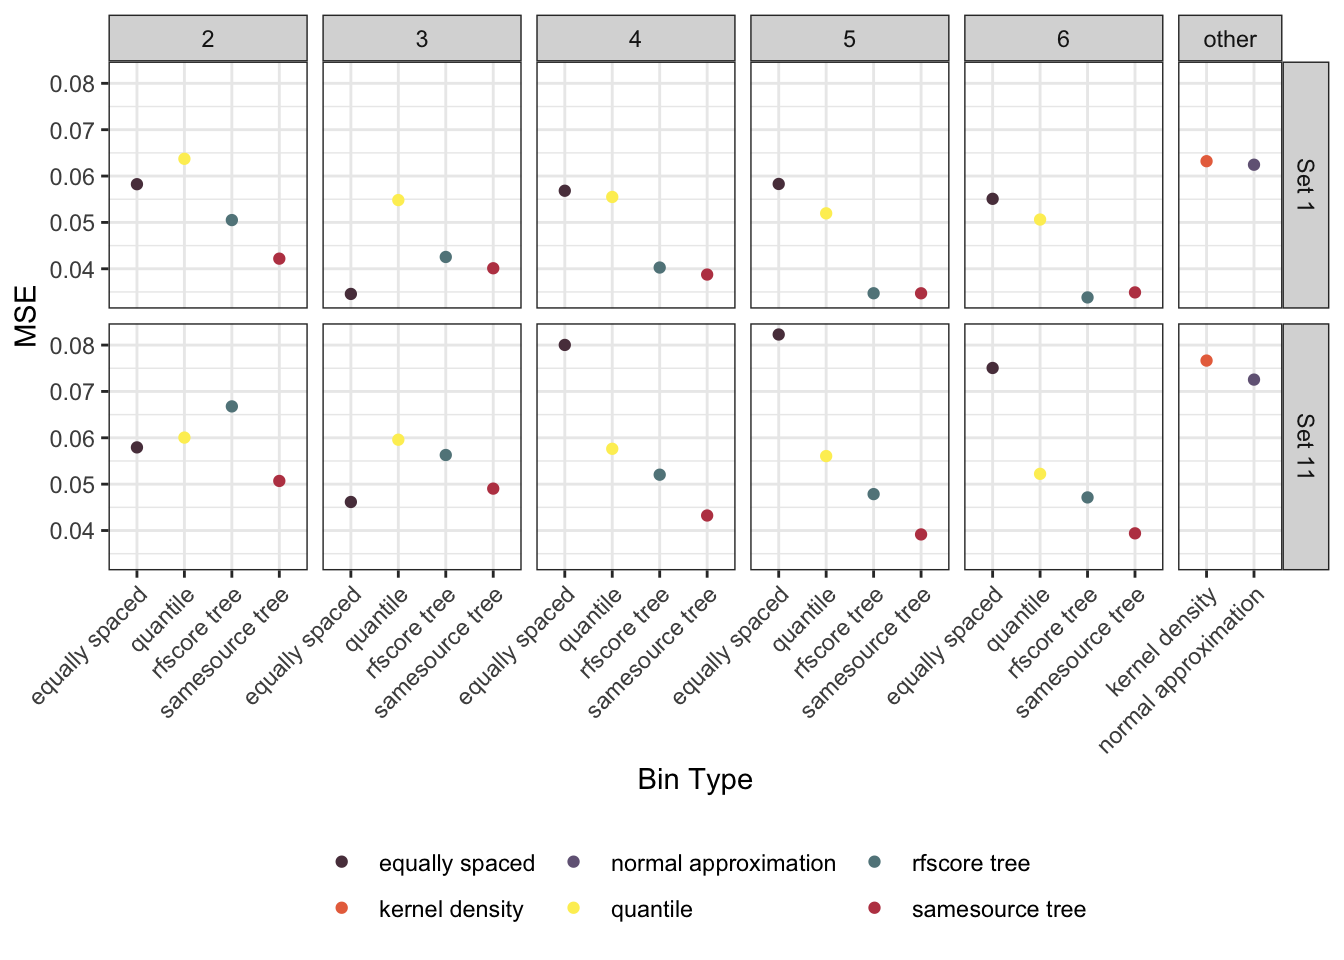 2 3 4 5 6 other
0.08
0.07
0.06
0.05
0.04
Set 1
MSE
0.08
0.07
0.06
0.05
0.04
Set 11
equally spaced quantile rfscore tree samesource tree equally spaced quantile rfscore tree samesource tree equally spaced quantile rfscore tree samesource tree equally spaced quantile rfscore tree samesource tree equally spaced quantile rfscore tree samesource tree kernel density normal approximation
Bin Type
equally spaced normal approximation rfscore tree
kernel density quantile samesource tree